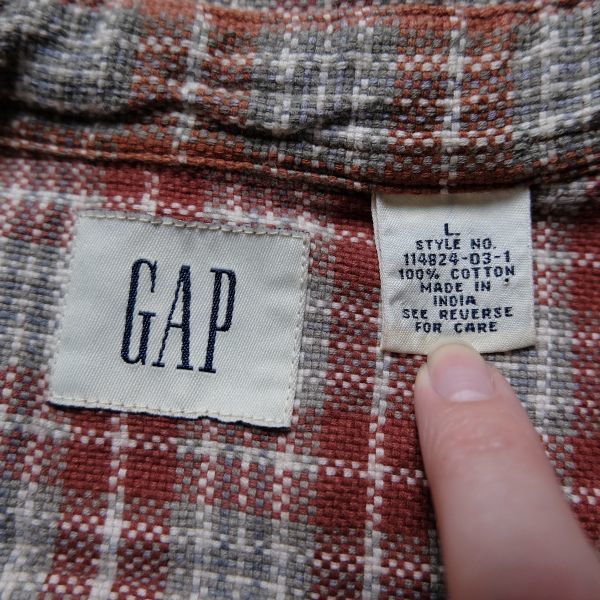 GAP
L
STYLE NO.
114824-03-1
100% COTTON
MADE IN
INDIA
SEE REVERSE
FOR CARE